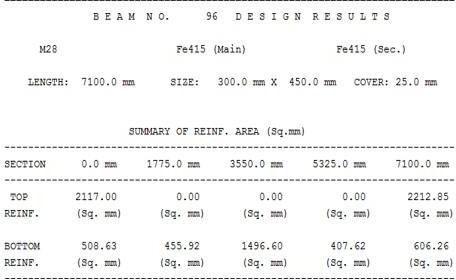 B E A M  N O.    96    D E S I G N  R E S U L T S
M28    Fe415 (Main)    Fe415 (Sec.)
LENGTH:  7100.0 mm    SIZE:   300.0 mm X  450.0 mm   COVER: 25.0 mm
SUMMARY OF REINF. AREA (Sq.mm)
SECTION    0.0 mm    1775.0 mm    3550.0 mm    5325.0 mm    7100.0 mm
TOP    2117.00    0.00    0.00    0.00    2212.85
REINF.    (Sq. mm)    (Sq. mm)    (Sq. mm)    (Sq. mm)    (Sq. mm)
BOTTOM    508.63    455.92    1496.60    407.62    606.26
REINF.    (Sq. mm)    (Sq. mm)    (Sq. mm)    (Sq. mm)    (Sq. mm)